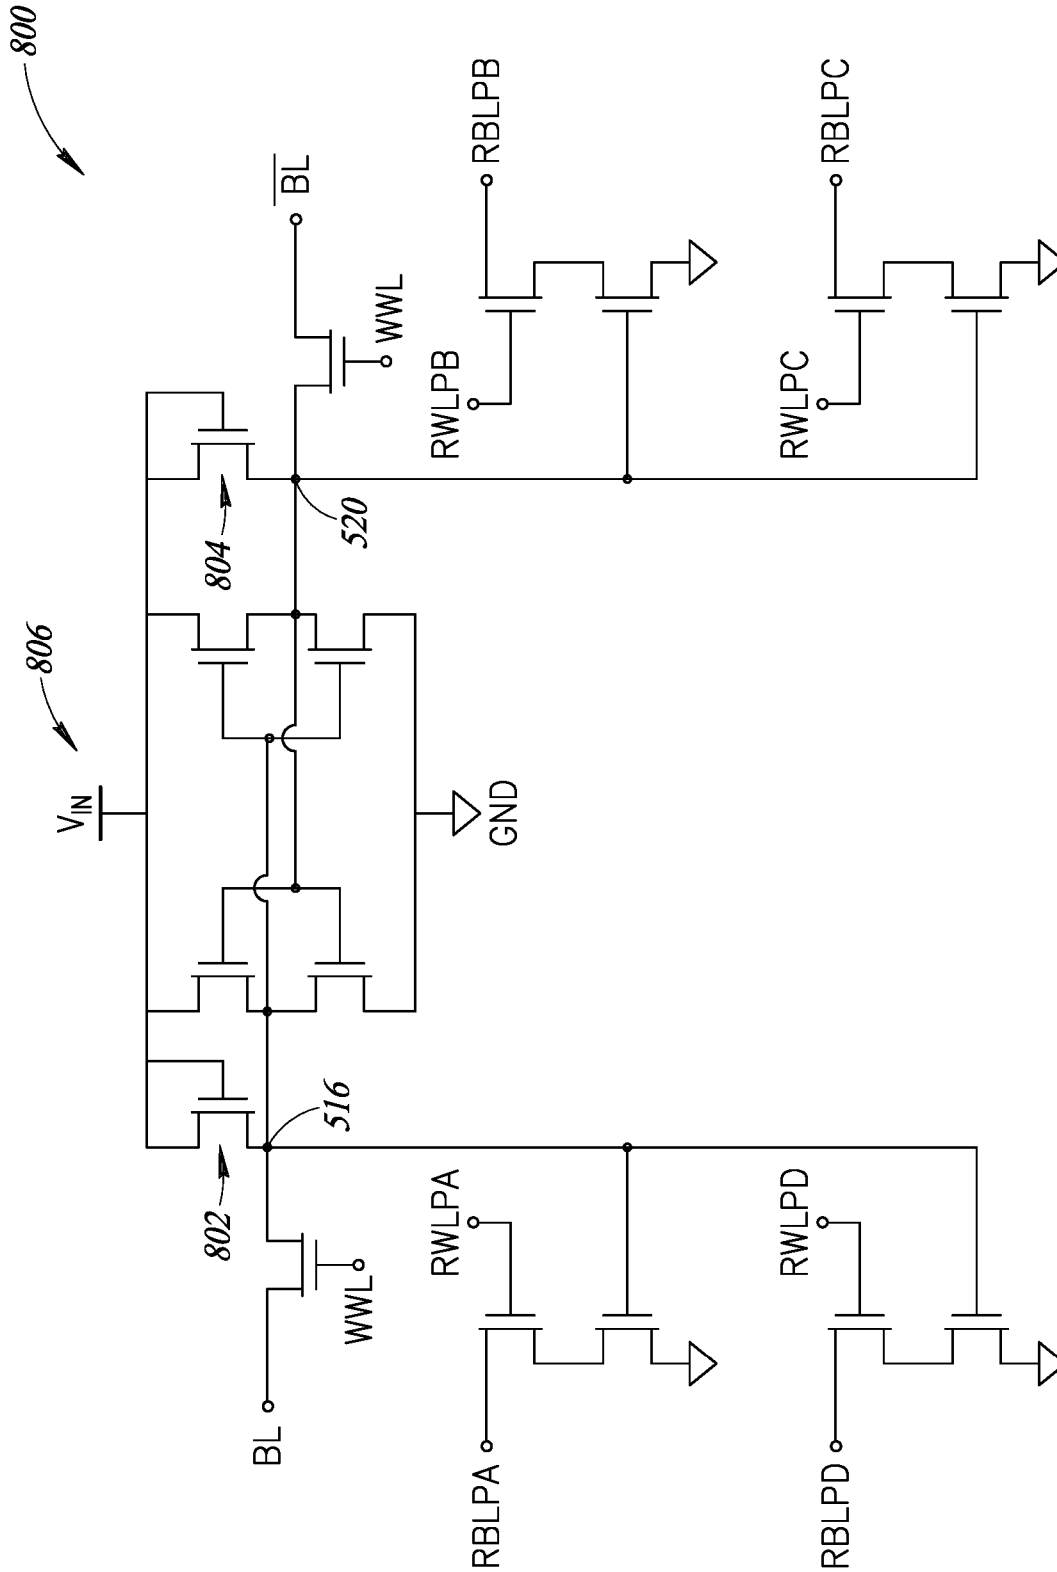 800
806
V_IN
804
520
BL̅
WWL
802
516
BL
WWL
GND
RWLPA
RBLPA
RWLPB
RBLPB
RWLPD
RBLPD
RWLPC
RBLPC